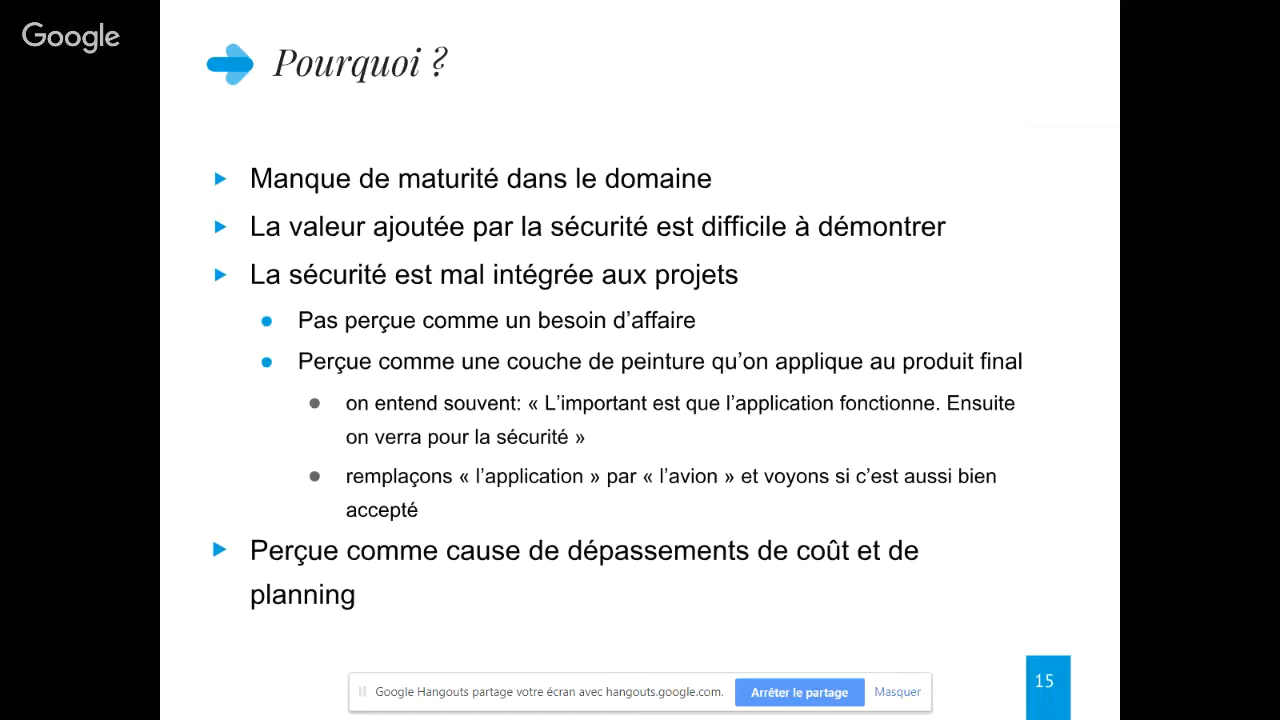 Google
Pourquoi ?
Manque de maturité dans le domaine
La valeur ajoutée par la sécurité est difficile à démontrer
La sécurité est mal intégrée aux projets
Pas perçue comme un besoin d’affaire
Perçue comme une couche de peinture qu’on applique au produit final
on entend souvent: « L’important est que l’application fonctionne. Ensuite
on verra pour la sécurité »
remplaçons « l’application » par « l’avion » et voyons si c’est aussi bien
accepté
Perçue comme cause de dépassements de coût et de
planning
15
Google Hangouts partage votre écran avec hangouts.google.com. Arrêter le partage Masquer